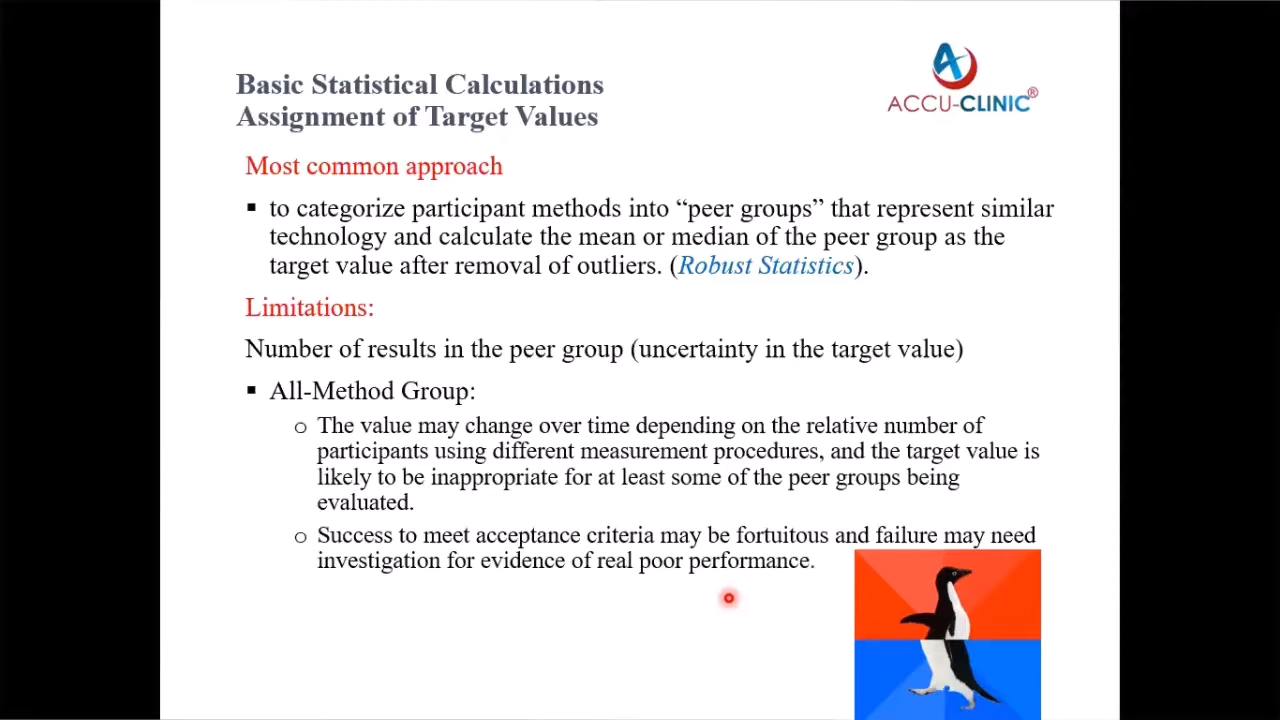 Basic Statistical Calculations
Assignment of Target Values
ACCU-CLINIC®
Most common approach
▪ to categorize participant methods into “peer groups” that represent similar
technology and calculate the mean or median of the peer group as the
target value after removal of outliers. (Robust Statistics).
Limitations:
Number of results in the peer group (uncertainty in the target value)
▪ All-Method Group:
o The value may change over time depending on the relative number of
participants using different measurement procedures, and the target value is
likely to be inappropriate for at least some of the peer groups being
evaluated.
o Success to meet acceptance criteria may be fortuitous and failure may need
investigation for evidence of real poor performance.